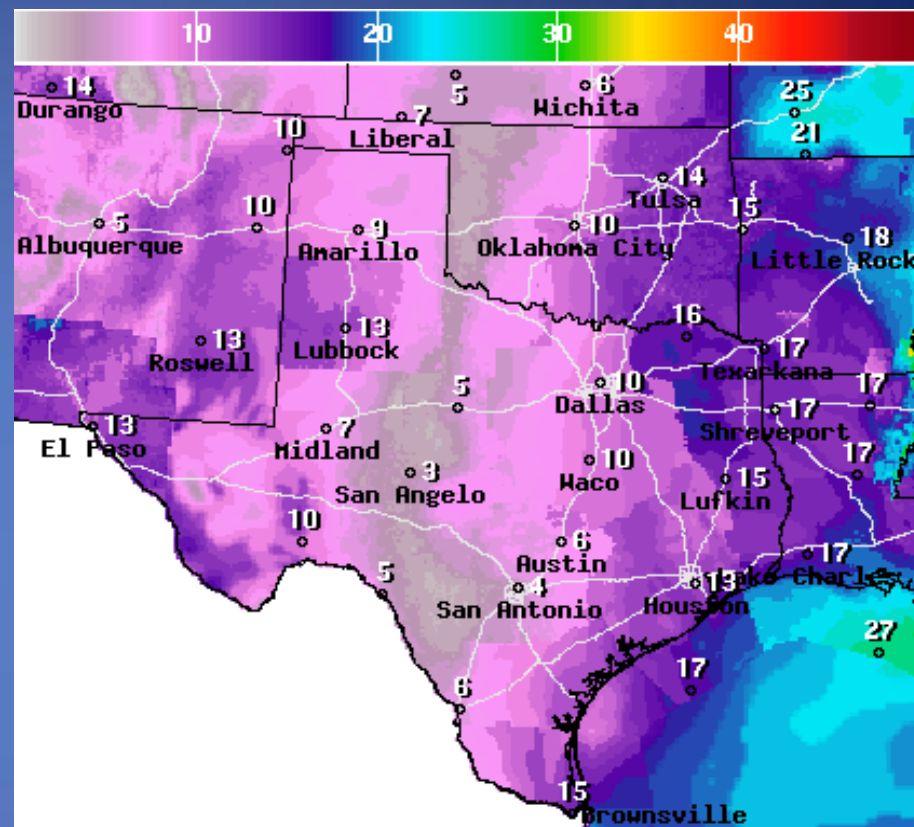 10 20 30 40
14
Durango
5
6
Wichita
25
7
Liberal
10
21
14
Tulsa
5
Albuquerque
10
9
Amarillo
10
Oklahoma City
15
18
Little Rock
13
Roswell
13
Lubbock
16
17
Texarkana
10
Dallas
5
17
Shreveport
17
13
El Paso
7
Midland
3
San Angelo
10
Waco
15
Lufkin
17
10
6
Austin
17
Lake Charles
5
4
San Antonio
13
Houston
27
17
6
15
Brownsville